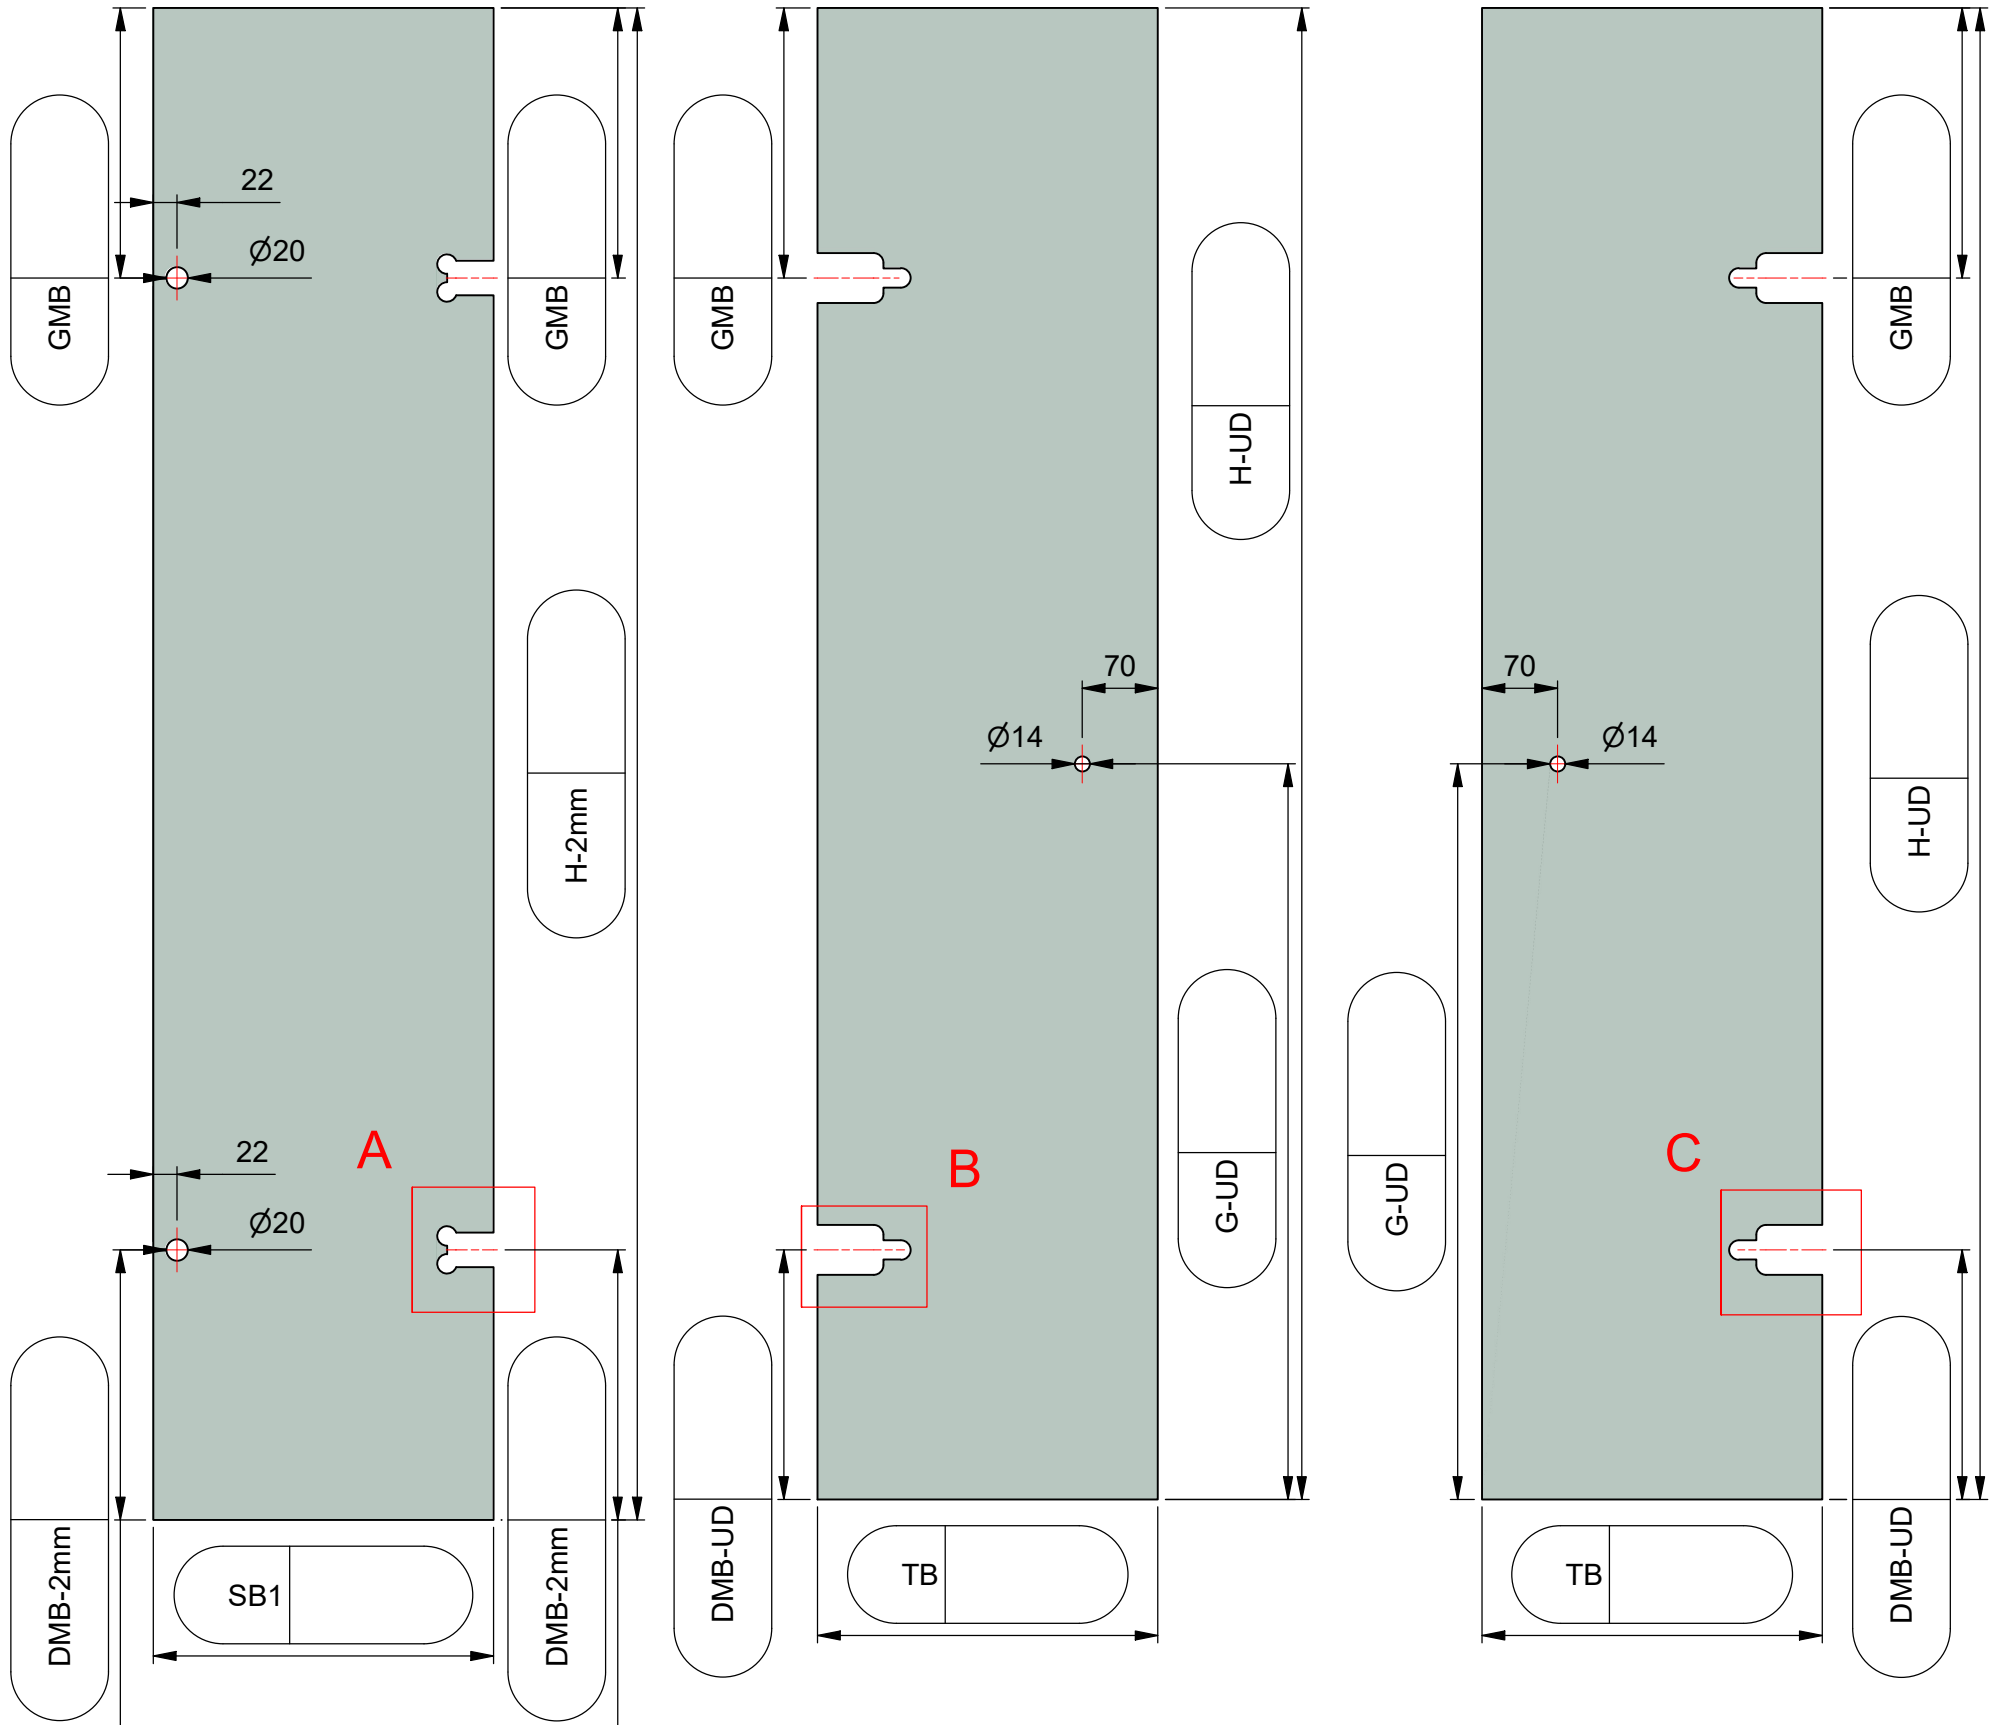 22
Ø20
GMB
GMB
H-2mm
22
Ø20
A
DMB-2mm
SB1
DMB-2mm
GMB
H-UD
70
Ø14
B
G-UD
DMB-UD
TB
GMB
70
Ø14
H-UD
C
G-UD
TB
DMB-UD